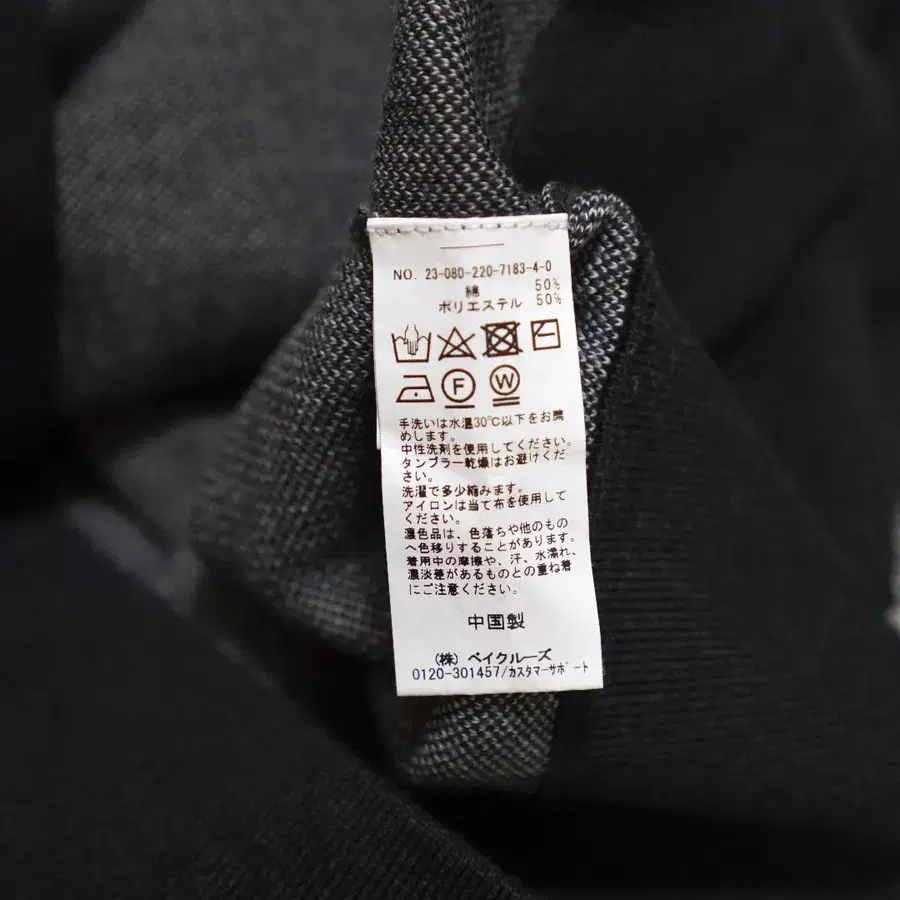 NO. 23-080-220-7183-4-0
綿 50%
ポリエステル 50%
F W
手洗いは水温30℃以下をお薦
めします。
中性洗剤を使用してください。
タンブラー乾燥はお避けくだ
さい。
洗濯で多少縮みます。
アイロンは当て布を使用して
ください。
濃色品は、色落ちや他のもの
へ色移りすることがあります。
着用中の摩擦や、汗、水濡れ、
濃淡差があるものとの重ね着
にご注意ください。
中国製
(株) ベイクルーズ
0120-301457/カスタマーサポート